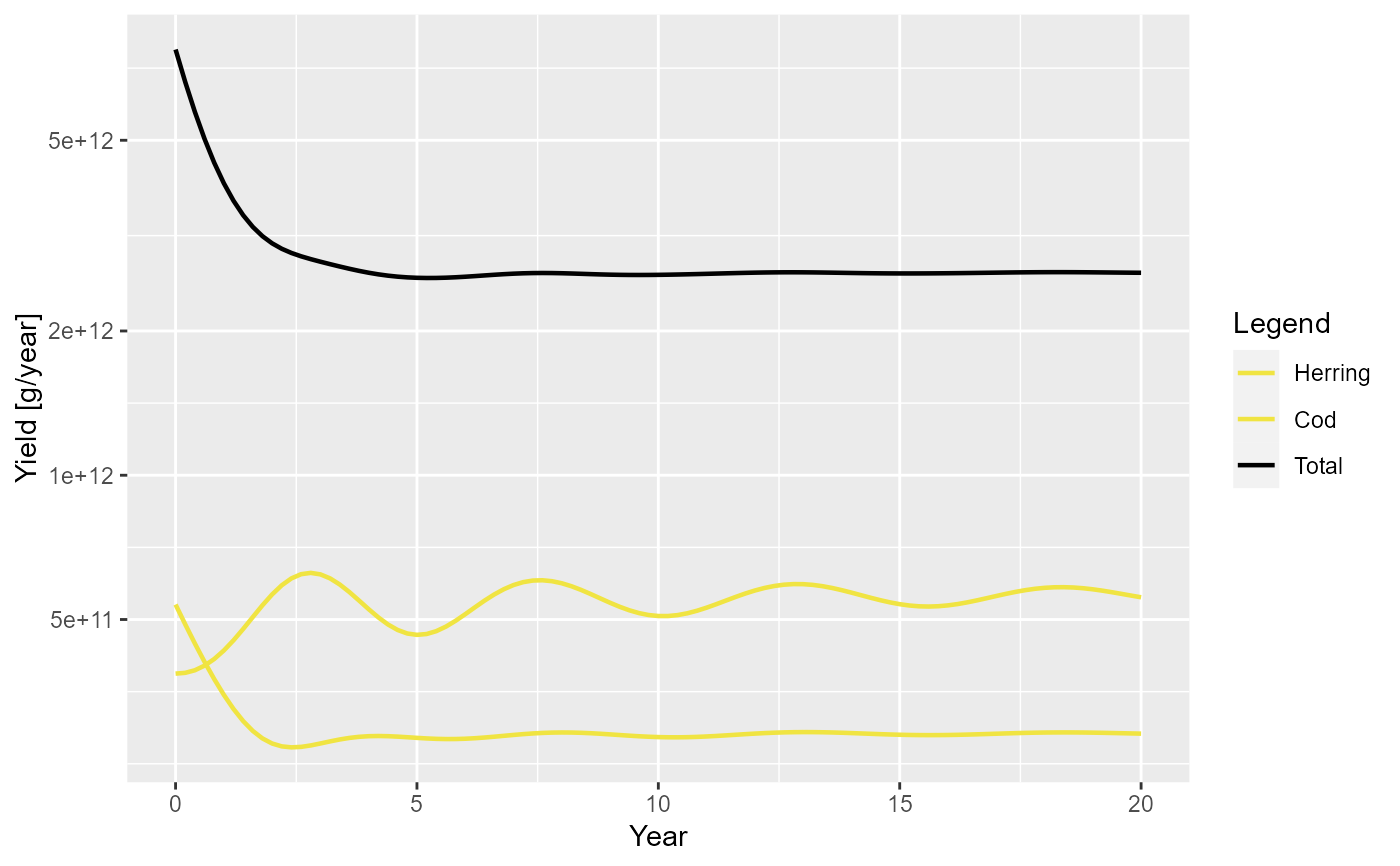 Yield [g/year]
5e+12
2e+12
1e+12
5e+11
0 5 10 15 20
Year
Legend
Herring
Cod
Total